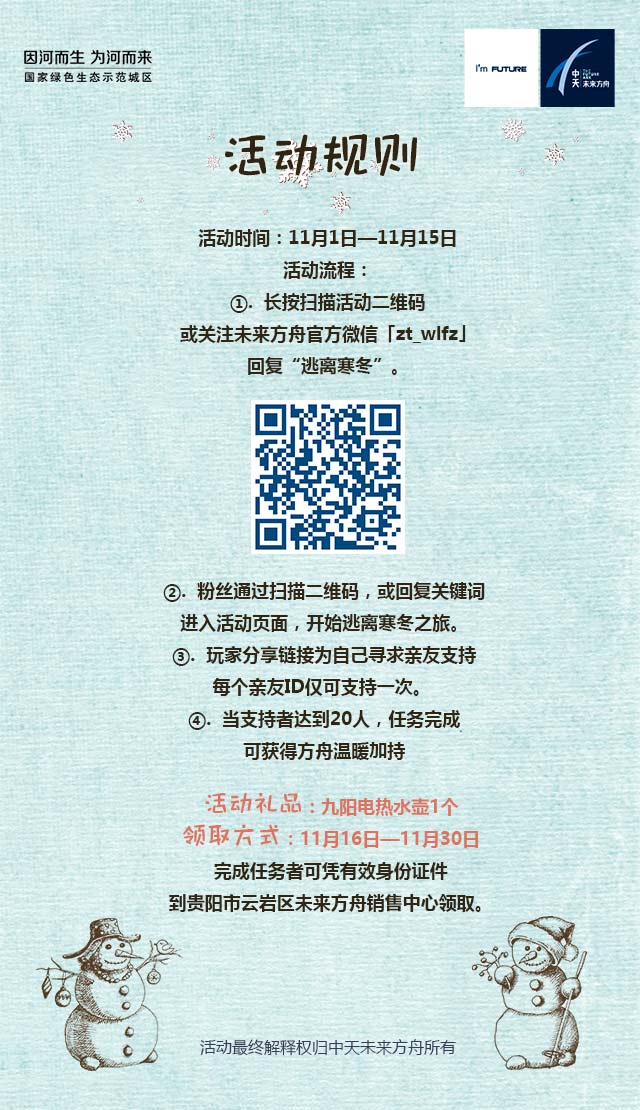 因河而生 为河而来
国家绿色生态示范城区
I'm FUTURE
中天
THE FUTURE ARK
未来方舟
活动规则
活动时间：11月1日—11月15日
活动流程：
①. 长按扫描活动二维码
或关注未来方舟官方微信「zt_wlfz」
回复“逃离寒冬”。
②. 粉丝通过扫描二维码，或回复关键词
进入活动页面，开始逃离寒冬之旅。
③. 玩家分享链接为自己寻求亲友支持
每个亲友ID仅可支持一次。
④. 当支持者达到20人，任务完成
可获得方舟温暖加持
活动礼品：九阳电热水壶1个
领取方式：11月16日—11月30日
完成任务者可凭有效身份证件
到贵阳市云岩区未来方舟销售中心领取。
活动最终解释权归中天未来方舟所有